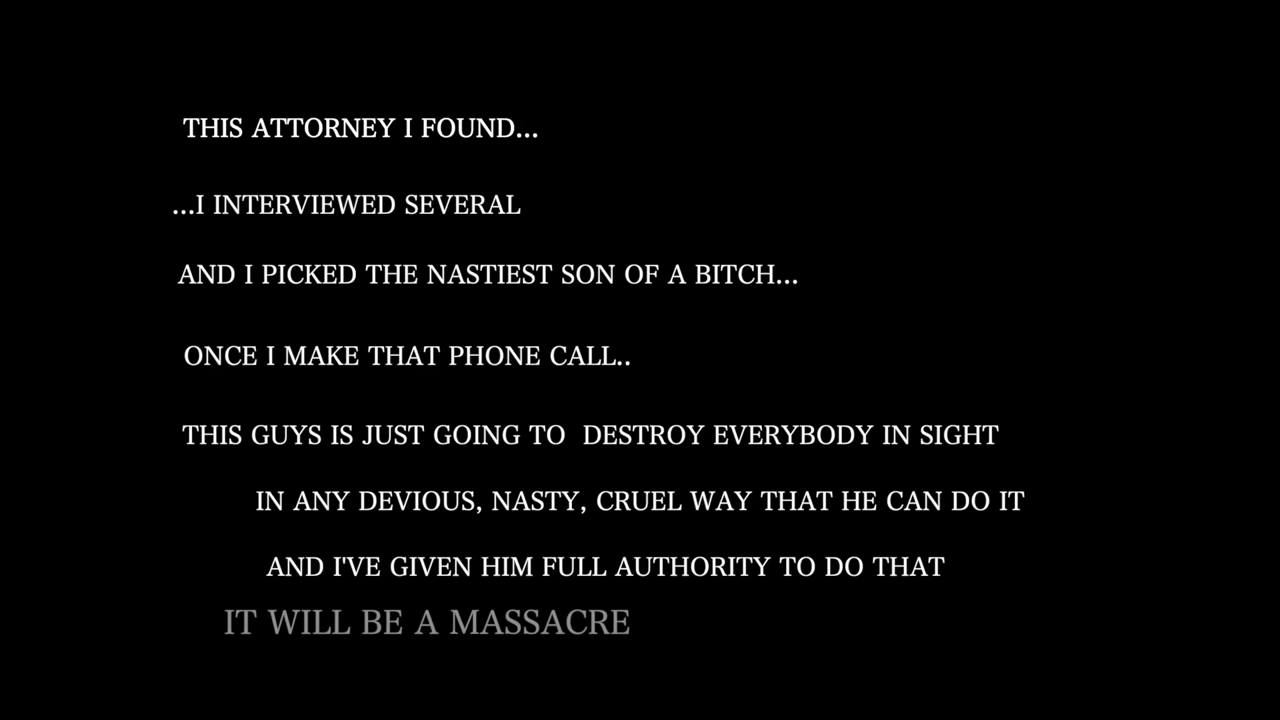 THIS ATTORNEY I FOUND...
...I INTERVIEWED SEVERAL
AND I PICKED THE NASTIEST SON OF A BITCH...
ONCE I MAKE THAT PHONE CALL..
THIS GUYS IS JUST GOING TO  DESTROY EVERYBODY IN SIGHT
IN ANY DEVIOUS, NASTY, CRUEL WAY THAT HE CAN DO IT
AND I'VE GIVEN HIM FULL AUTHORITY TO DO THAT
IT WILL BE A MASSACRE